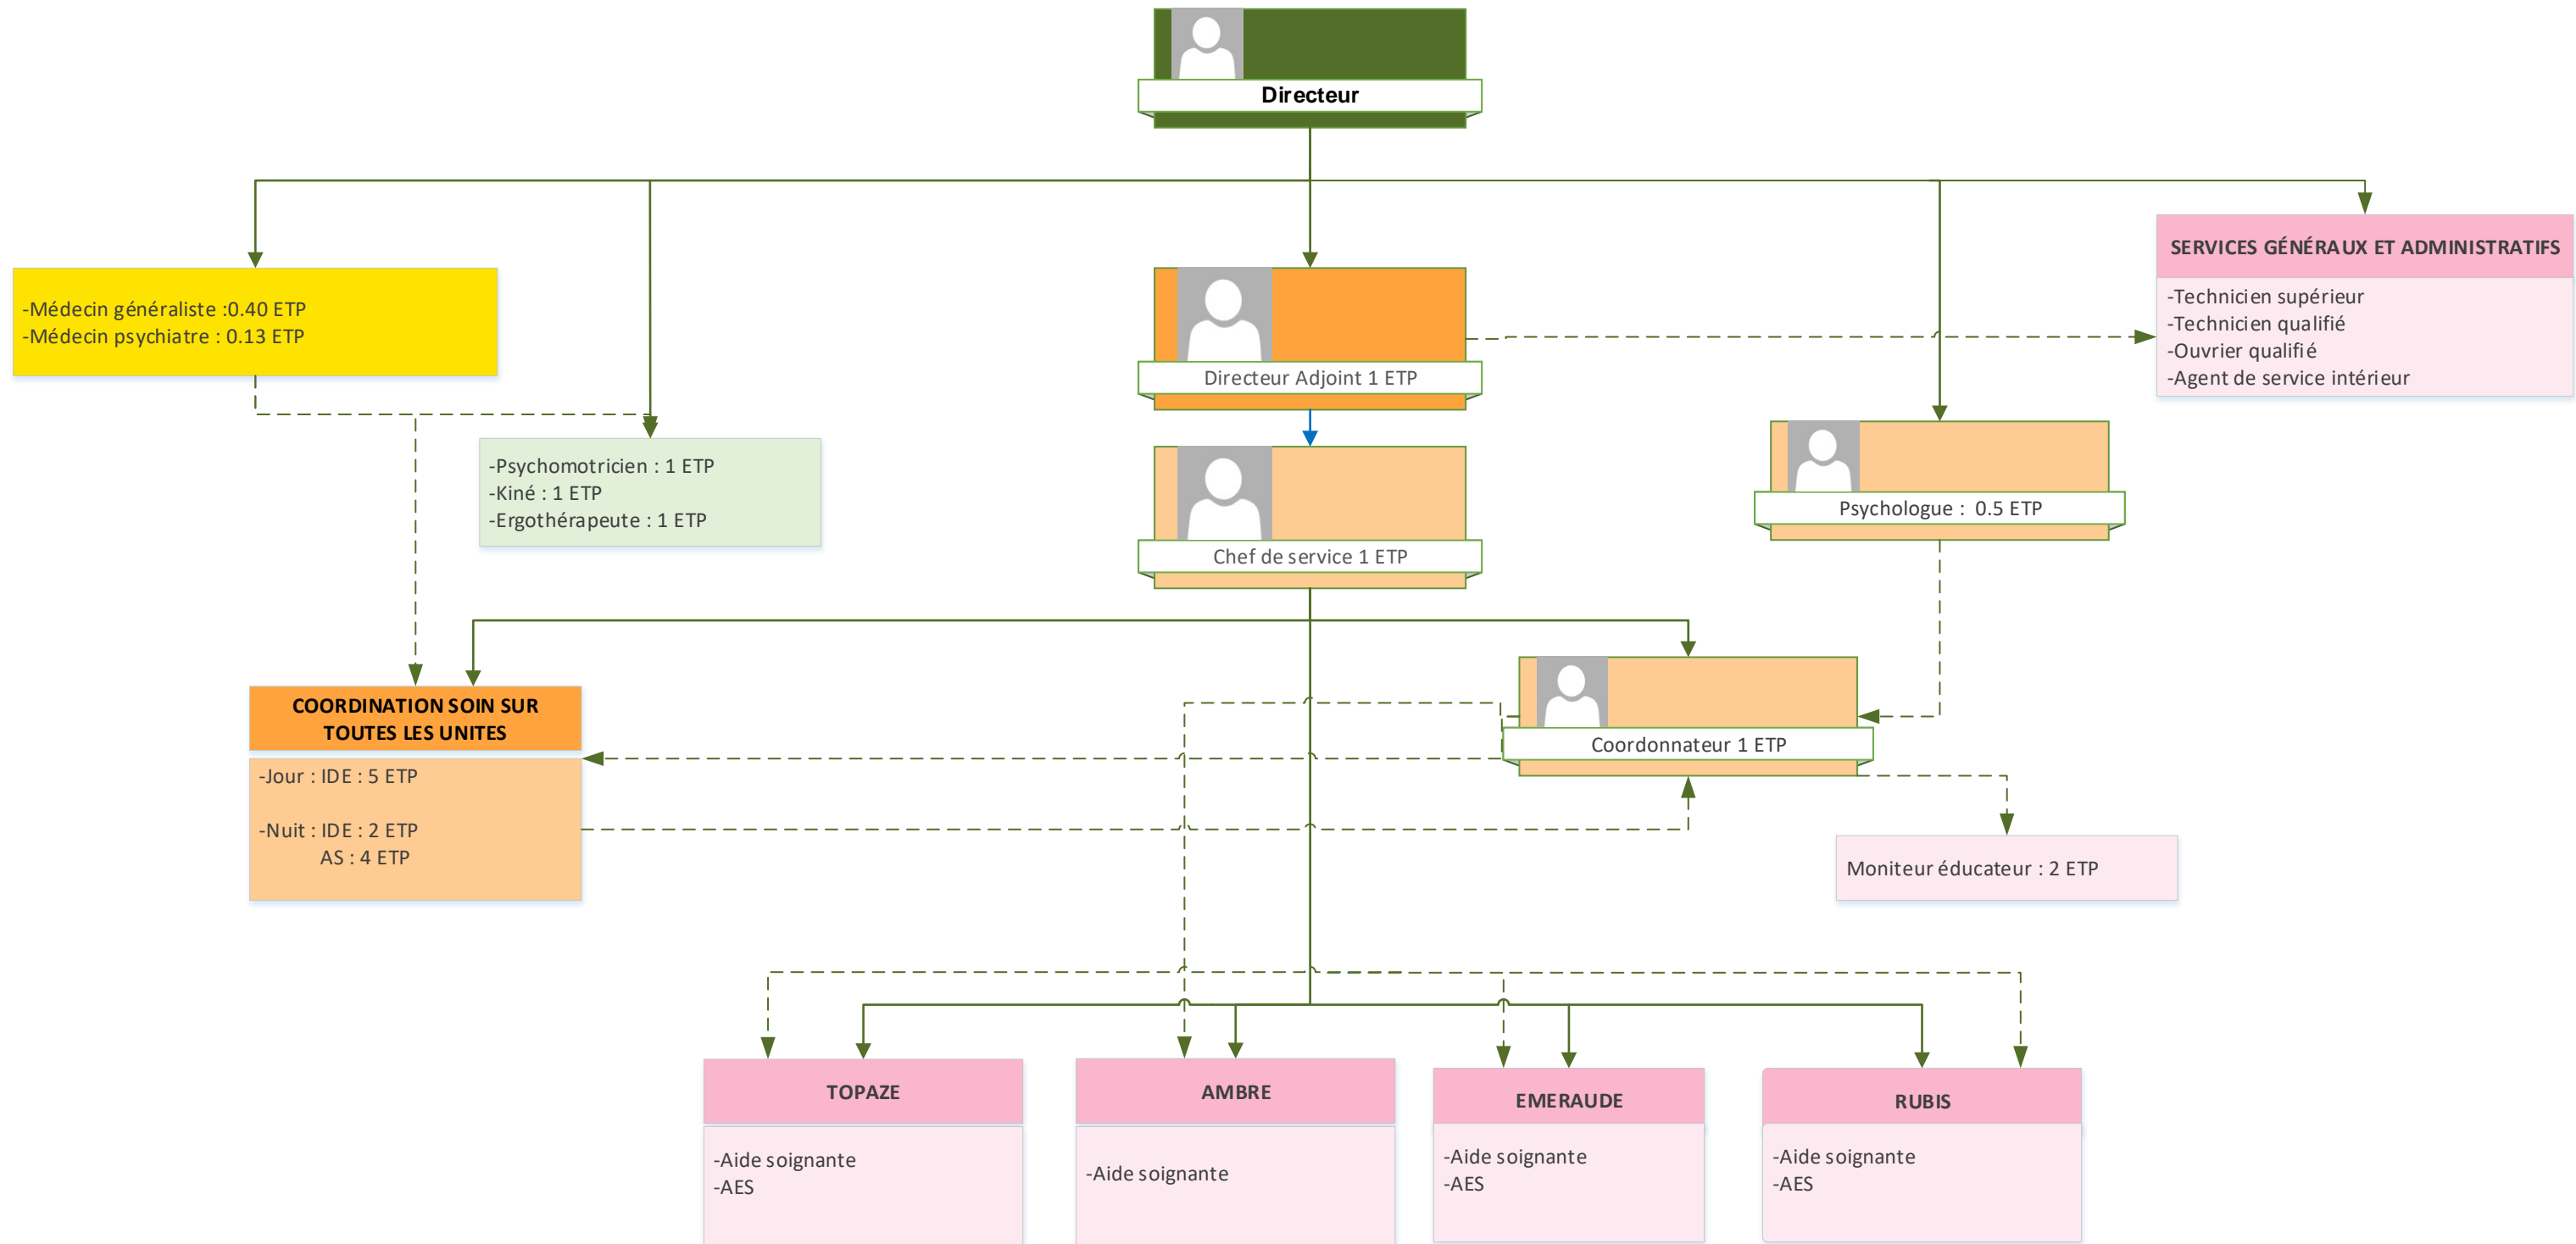 Directeur
SERVICES GÉNÉRAUX ET ADMINISTRATIFS
-Technicien supérieur
-Technicien qualifié
-Ouvrier qualifié
-Agent de service intérieur
-Médecin généraliste :0.40 ETP
-Médecin psychiatre : 0.13 ETP
Directeur Adjoint 1 ETP
-Psychomotricien : 1 ETP
-Kiné : 1 ETP
-Ergothérapeute : 1 ETP
Chef de service 1 ETP
Psychologue : 0.5 ETP
COORDINATION SOIN SUR
TOUTES LES UNITES
-Jour : IDE : 5 ETP
-Nuit : IDE : 2 ETP
AS : 4 ETP
Coordonnateur 1 ETP
Moniteur éducateur : 2 ETP
TOPAZE
-Aide soignante
-AES
AMBRE
-Aide soignante
EMERAUDE
-Aide soignante
-AES
RUBIS
-Aide soignante
-AES